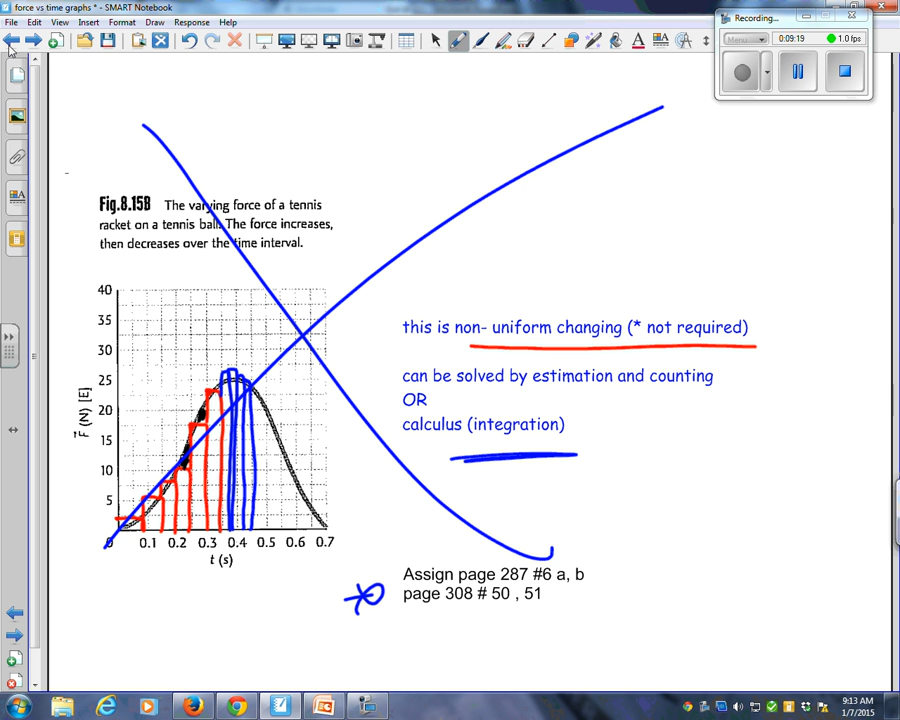 force vs time graphs * - SMART Notebook
File Edit View Insert Format Draw Response Help
Recording...
Menu 0:09:19 1.0 fps
Fig.8.15B The varying force of a tennis
racket on a tennis ball. The force increases,
then decreases over the time interval.
40
35
30
25
20
15
10
5
F (N) [E]
0 0.1 0.2 0.3 0.4 0.5 0.6 0.7
t (s)
this is non- uniform changing (* not required)
can be solved by estimation and counting
OR
calculus (integration)
Assign page 287 #6 a, b
page 308 # 50 , 51
9:13 AM
1/7/2015